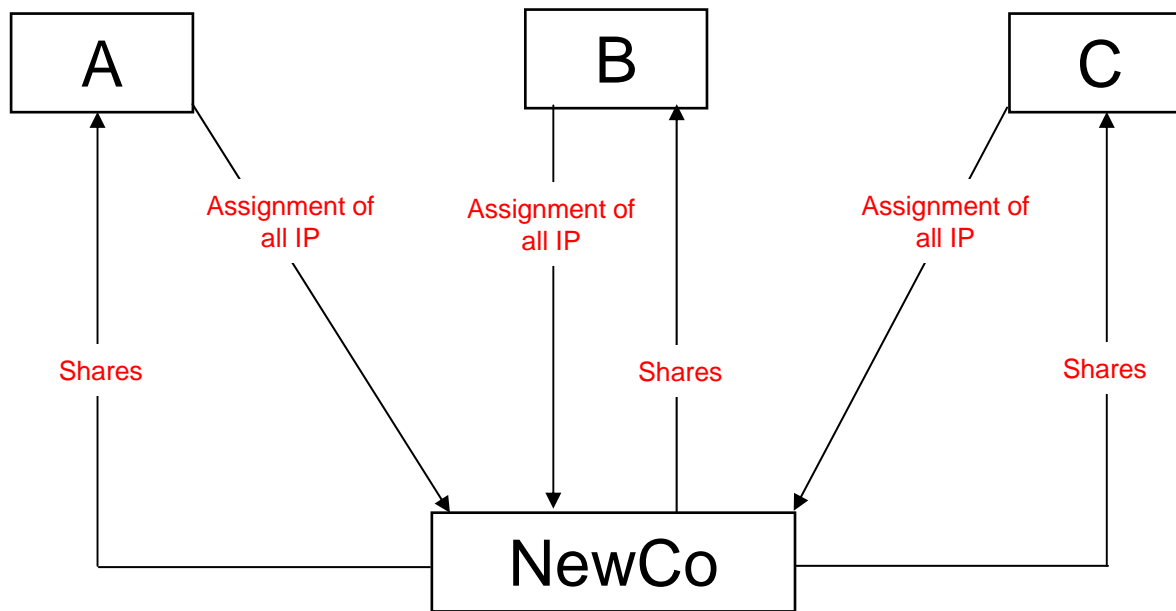 A
B
C
Assignment of
all IP
Assignment of
all IP
Assignment of
all IP
Shares
Shares
Shares
NewCo